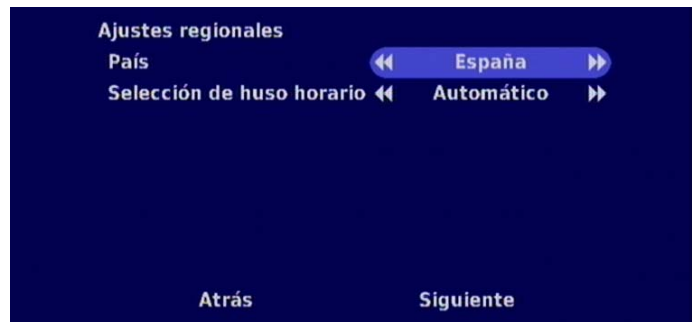 Ajustes regionales
País España
Selección de huso horario Automático
Atrás Siguiente